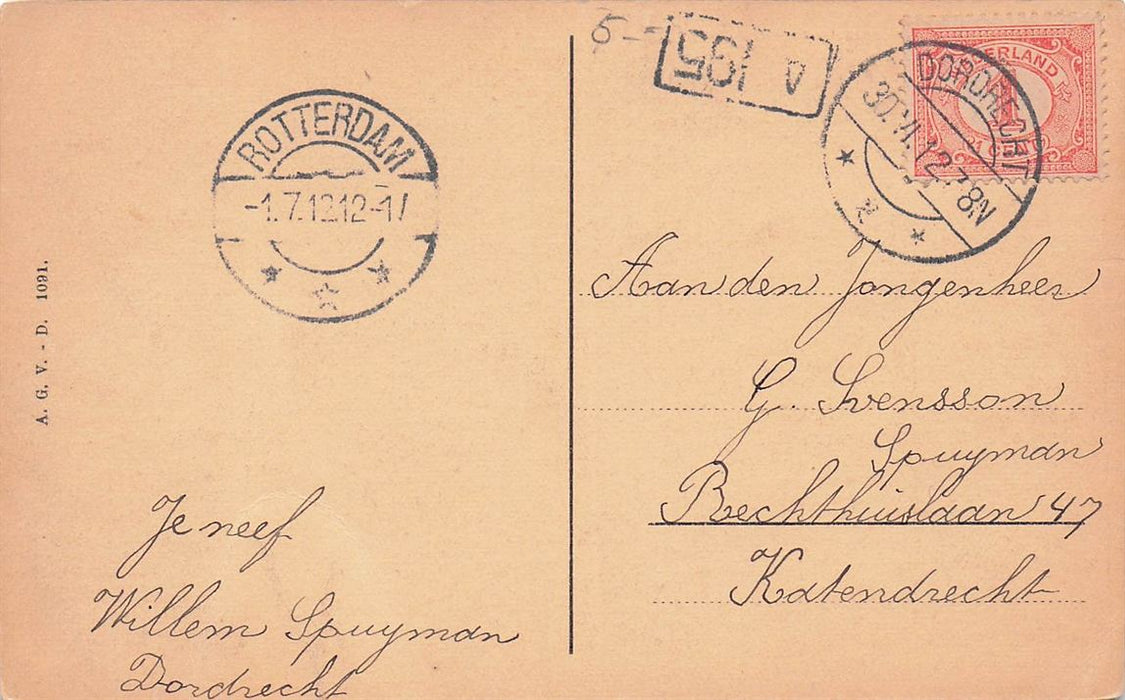 A. G. V. - D. 1091.
ROTTERDAM
-1.7.12 12-1
Je neef
Willem Spuyman
Dordrecht
5-
A 195
NEDERLAND
DORDRECHT
30.VI.12.7-8N
Aan den Jongenheer
G. Svensson
Spuyman
Rechthuislaan 47
Katendrecht